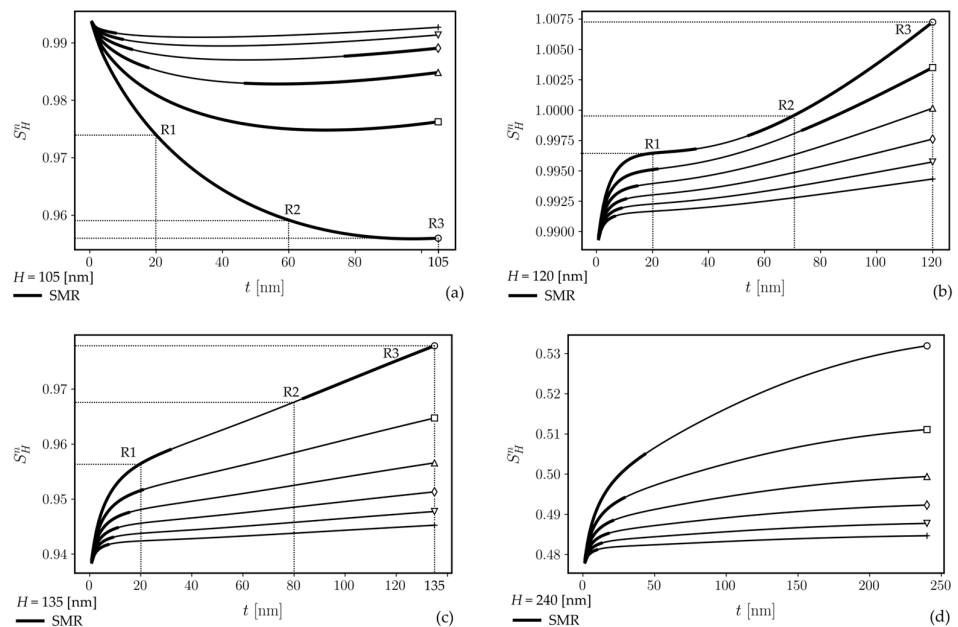 0.99
0.98
0.97
0.96
S_H^n
R1
R2
R3
0 20 40 60 80 105
t [nm]
H = 105 [nm]
SMR
(a)
1.0075
1.0050
1.0025
1.0000
0.9975
0.9950
0.9925
0.9900
S_H^n
R1
R2
R3
0 20 40 60 80 100 120
t [nm]
H = 120 [nm]
SMR
(b)
0.97
0.96
0.95
0.94
S_H^n
R1
R2
R3
0 20 40 60 80 100 120 135
t [nm]
H = 135 [nm]
SMR
(c)
0.53
0.52
0.51
0.50
0.49
0.48
S_H^n
0 50 100 150 200 250
t [nm]
H = 240 [nm]
SMR
(d)